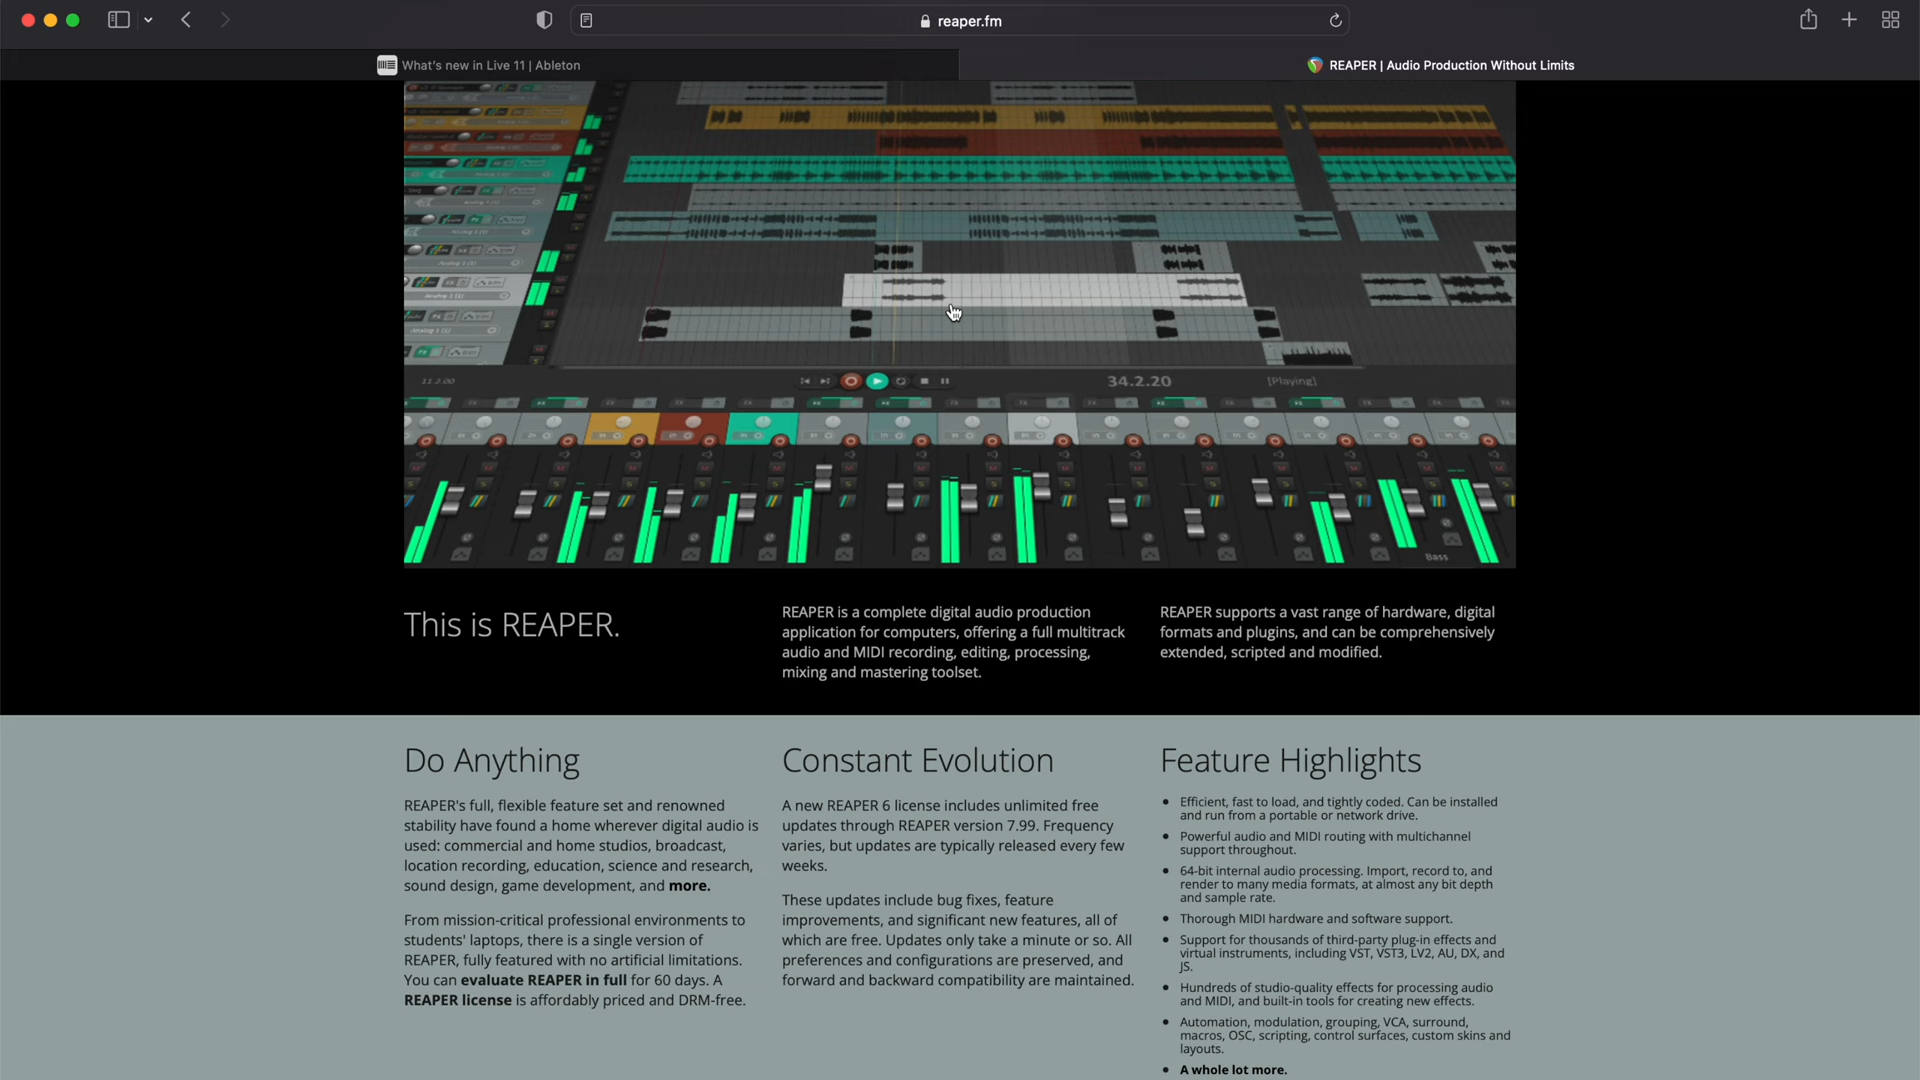 reaper.fm
What's new in Live 11 | Ableton
REAPER | Audio Production Without Limits
11.2.00
34.2.20
[Playing]
Bass
This is REAPER.
REAPER is a complete digital audio production
application for computers, offering a full multitrack
audio and MIDI recording, editing, processing,
mixing and mastering toolset.
REAPER supports a vast range of hardware, digital
formats and plugins, and can be comprehensively
extended, scripted and modified.
Do Anything
REAPER's full, flexible feature set and renowned
stability have found a home wherever digital audio is
used: commercial and home studios, broadcast,
location recording, education, science and research,
sound design, game development, and more.
From mission-critical professional environments to
students' laptops, there is a single version of
REAPER, fully featured with no artificial limitations.
You can evaluate REAPER in full for 60 days. A
REAPER license is affordably priced and DRM-free.
Constant Evolution
A new REAPER 6 license includes unlimited free
updates through REAPER version 7.99. Frequency
varies, but updates are typically released every few
weeks.
These updates include bug fixes, feature
improvements, and significant new features, all of
which are free. Updates only take a minute or so. All
preferences and configurations are preserved, and
forward and backward compatibility are maintained.
Feature Highlights
Efficient, fast to load, and tightly coded. Can be installed
and run from a portable or network drive.
Powerful audio and MIDI routing with multichannel
support throughout.
64-bit internal audio processing. Import, record to, and
render to many media formats, at almost any bit depth
and sample rate.
Thorough MIDI hardware and software support.
Support for thousands of third-party plug-in effects and
virtual instruments, including VST, VST3, LV2, AU, DX, and
JS.
Hundreds of studio-quality effects for processing audio
and MIDI, and built-in tools for creating new effects.
Automation, modulation, grouping, VCA, surround,
macros, OSC, scripting, control surfaces, custom skins and
layouts.
A whole lot more.